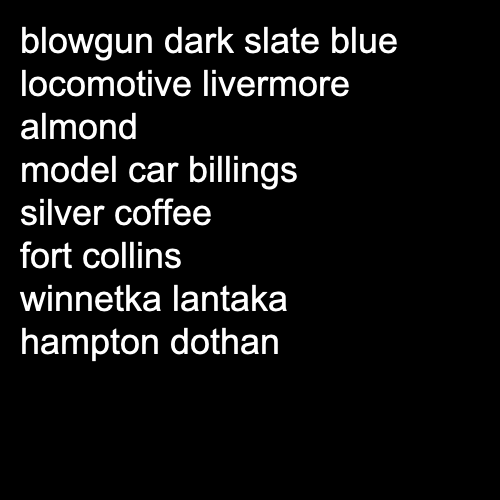 blowgun dark slate blue
locomotive livermore
almond
model car billings
silver coffee
fort collins
winnetka lantaka
hampton dothan